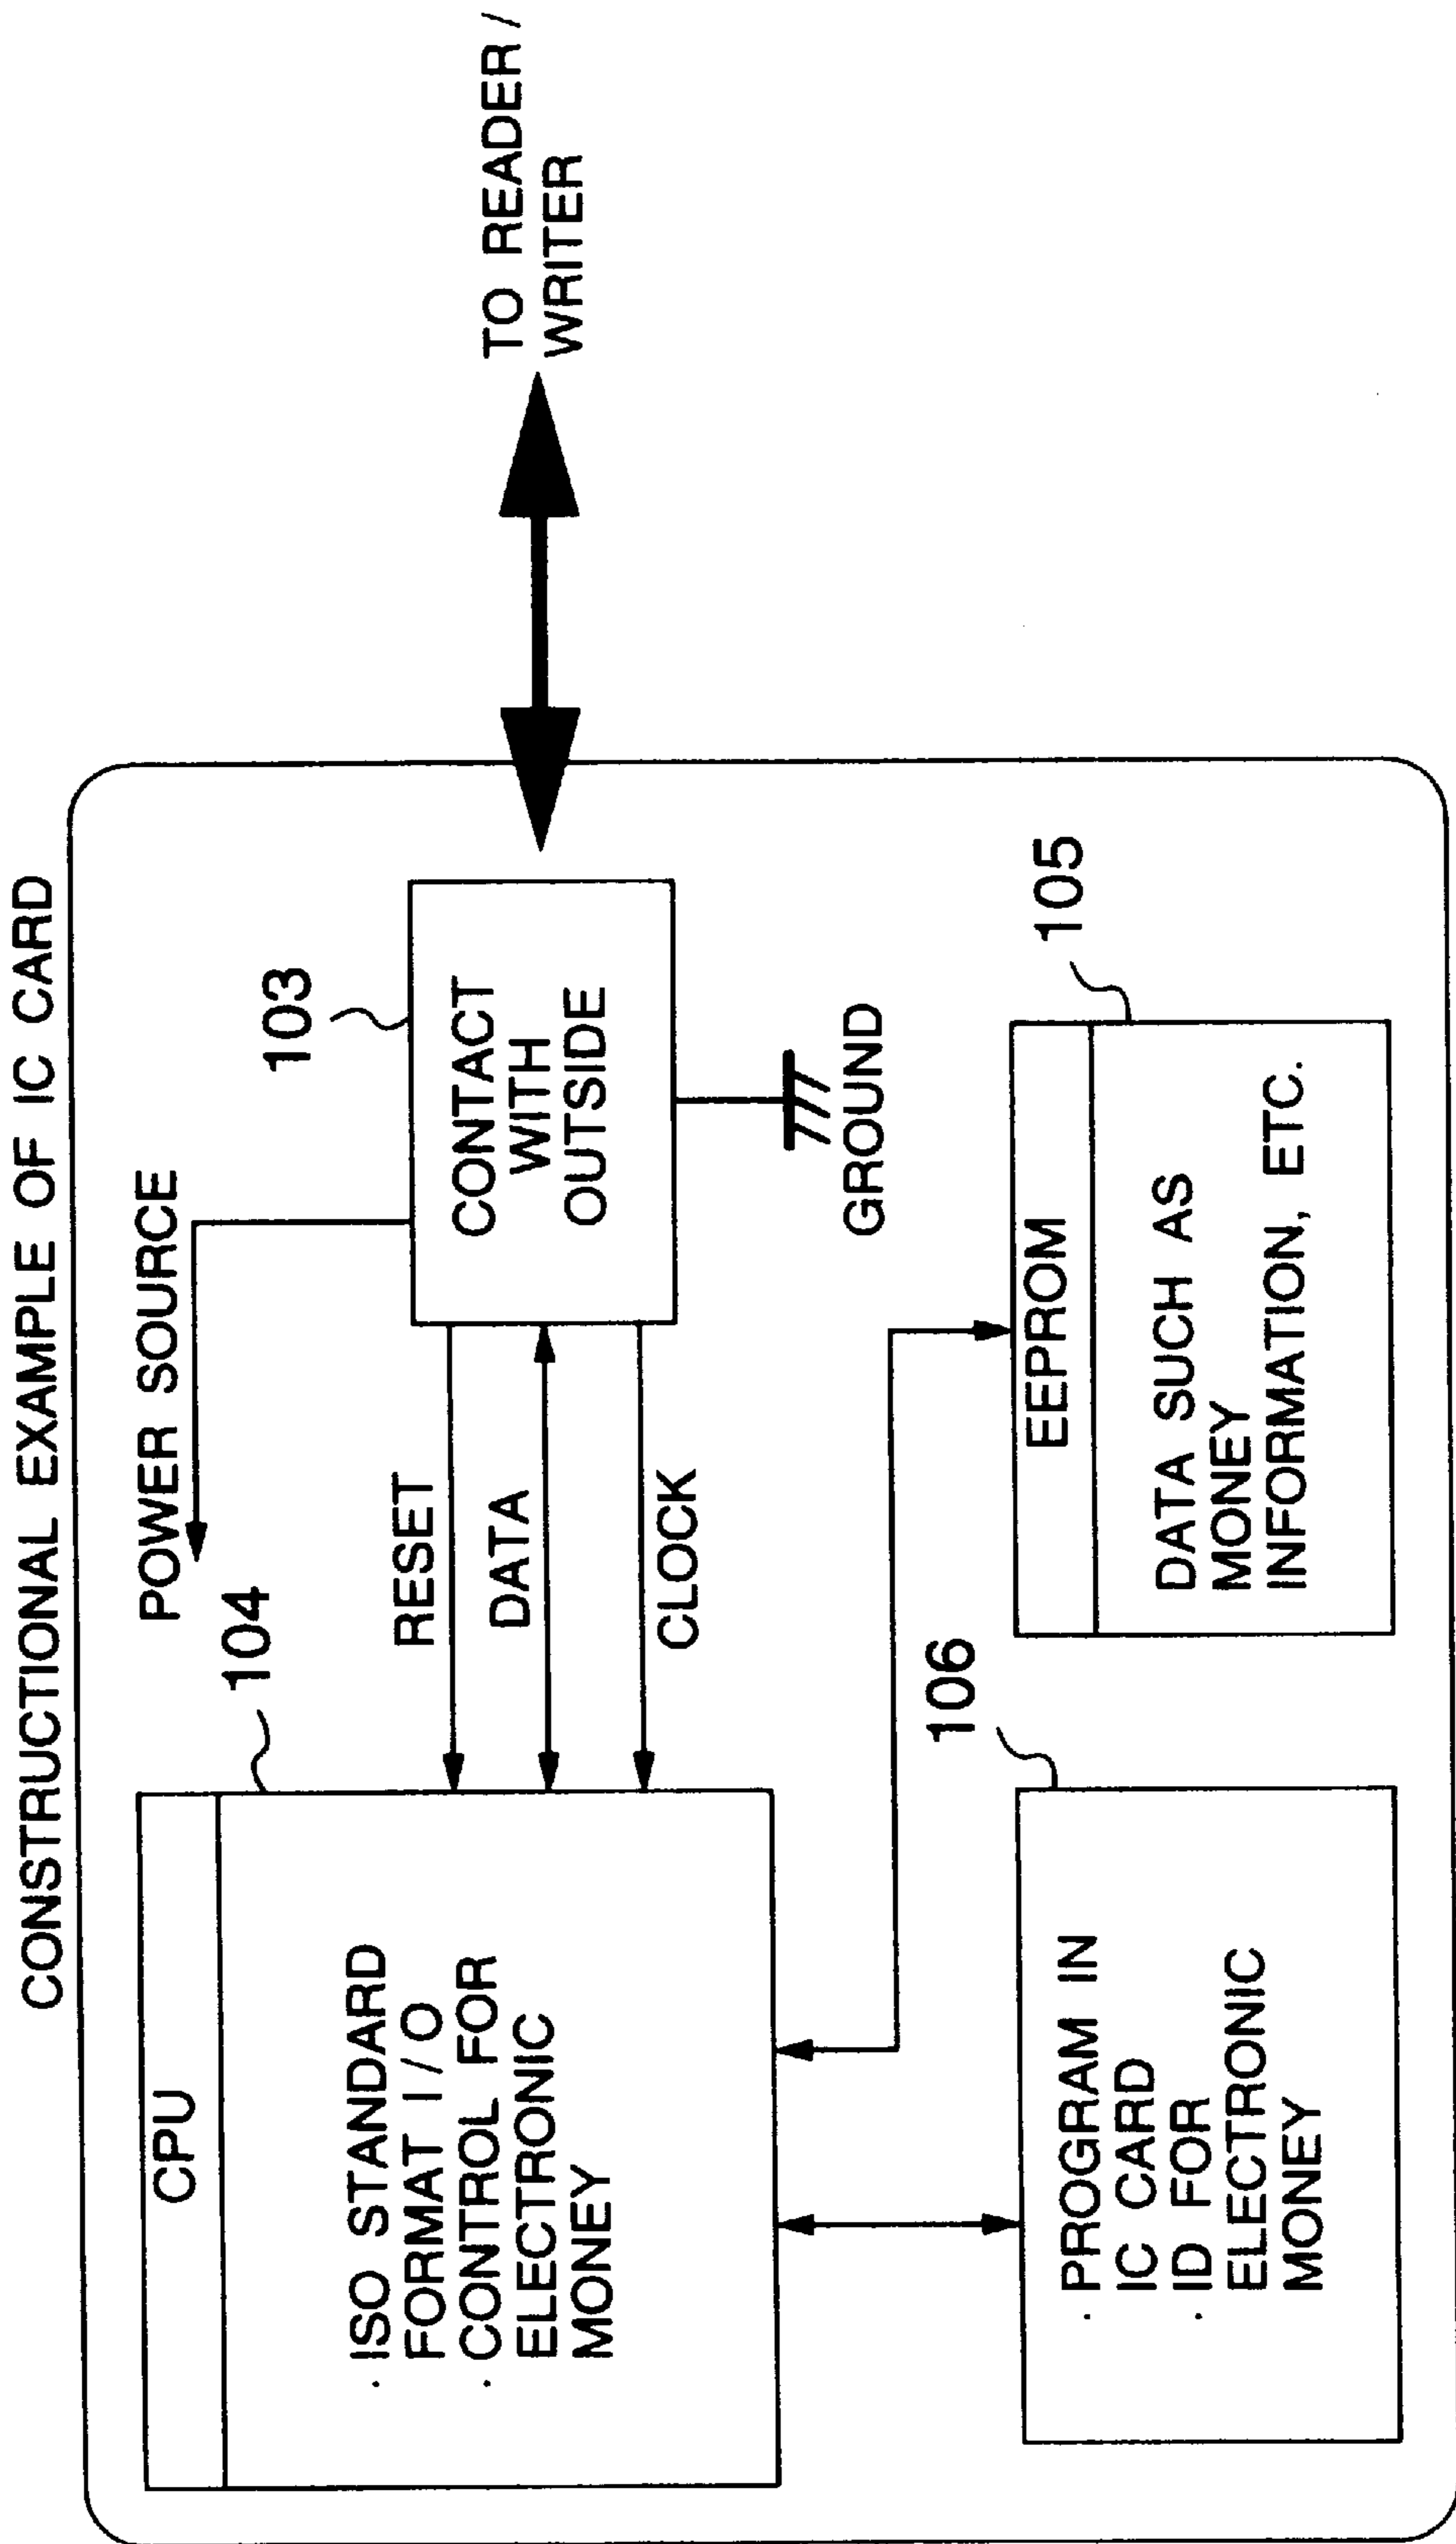 CONSTRUCTIONAL EXAMPLE OF IC CARD
CPU
· ISO STANDARD
FORMAT I/O
· CONTROL FOR
ELECTRONIC
MONEY
104
POWER SOURCE
RESET
DATA
CLOCK
103
CONTACT
WITH
OUTSIDE
GROUND
TO READER /
WRITER
106
· PROGRAM IN
IC CARD
· ID FOR
ELECTRONIC
MONEY
105
EEPROM
DATA SUCH AS
MONEY
INFORMATION, ETC.